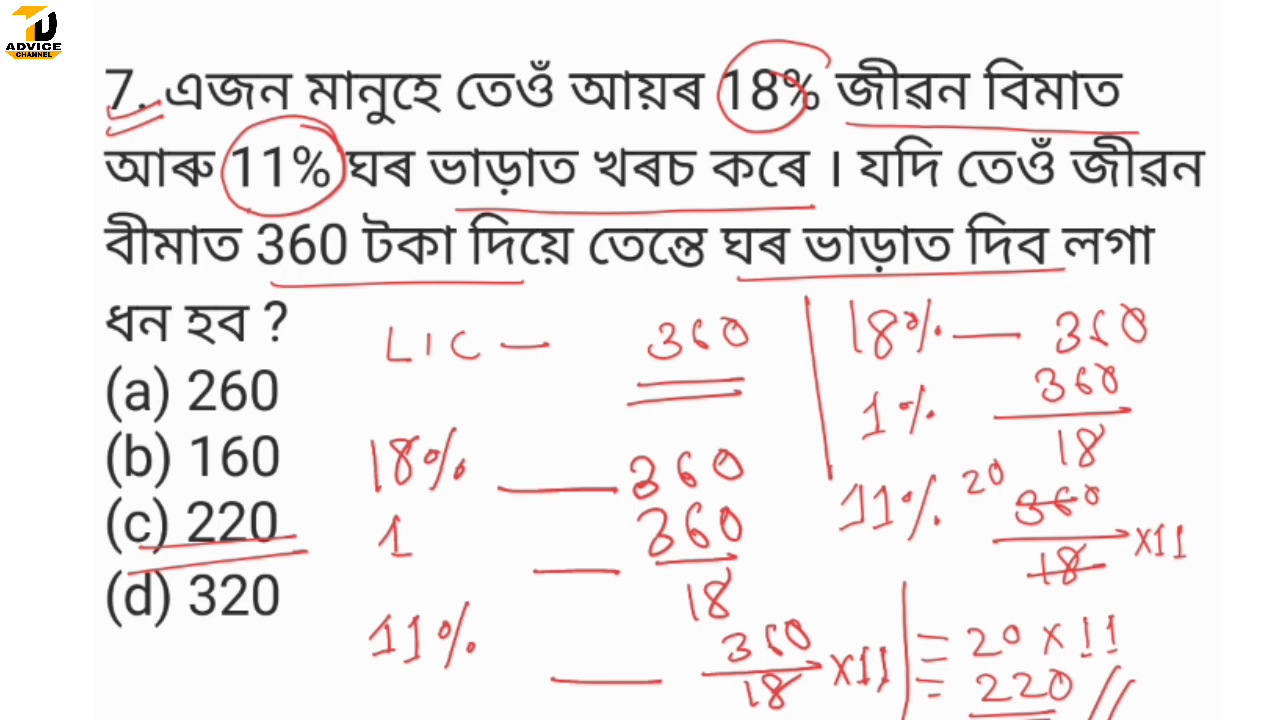 TD
ADVICE
CHANNEL
7. এজন মানুহে তেওঁ আয়ৰ 18% জীৱন বিমাত
আৰু 11% ঘৰ ভাড়াত খৰচ কৰে । যদি তেওঁ জীৱন
বীমাত 360 টকা দিয়ে তেন্তে ঘৰ ভাড়াত দিব লগা
ধন হব ?
(a) 260
(b) 160
(c) 220
(d) 320
LIC — 360
18% — 360
1 — 360/18
11% — 360/18 ×11
18% — 360
1% 360/18
11% 20 360/18 ×11
= 20 × 11
= 220 //